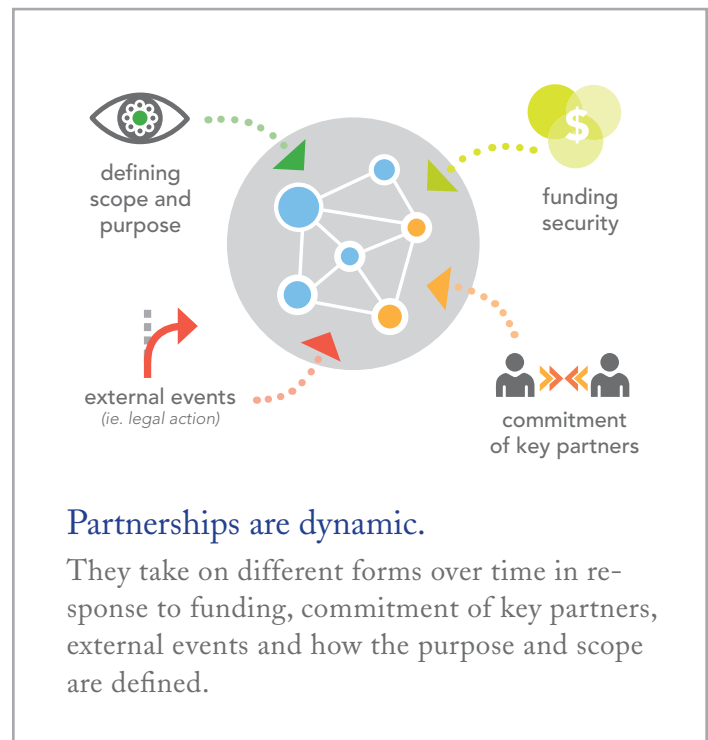 defining
scope and
purpose
$
funding
security
external events
(ie. legal action)
commitment
of key partners
Partnerships are dynamic.
They take on different forms over time in re-
sponse to funding, commitment of key partners,
external events and how the purpose and scope
are defined.